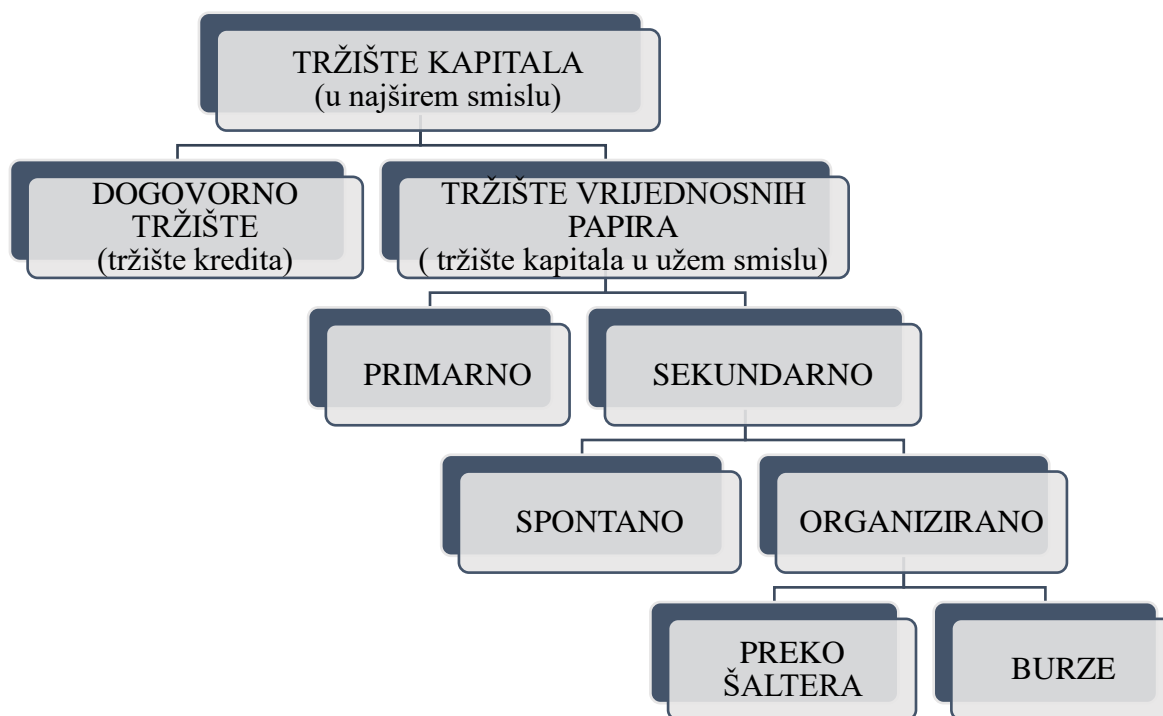 TRŽIŠTE KAPITALA
(u najširem smislu)
DOGOVORNO
TRŽIŠTE
(tržište kredita)
TRŽIŠTE VRIJEDNOSNIH
PAPIRA
( tržište kapitala u užem smislu)
PRIMARNO
SEKUNDARNO
SPONTANO
ORGANIZIRANO
PREKO
ŠALTERA
BURZE